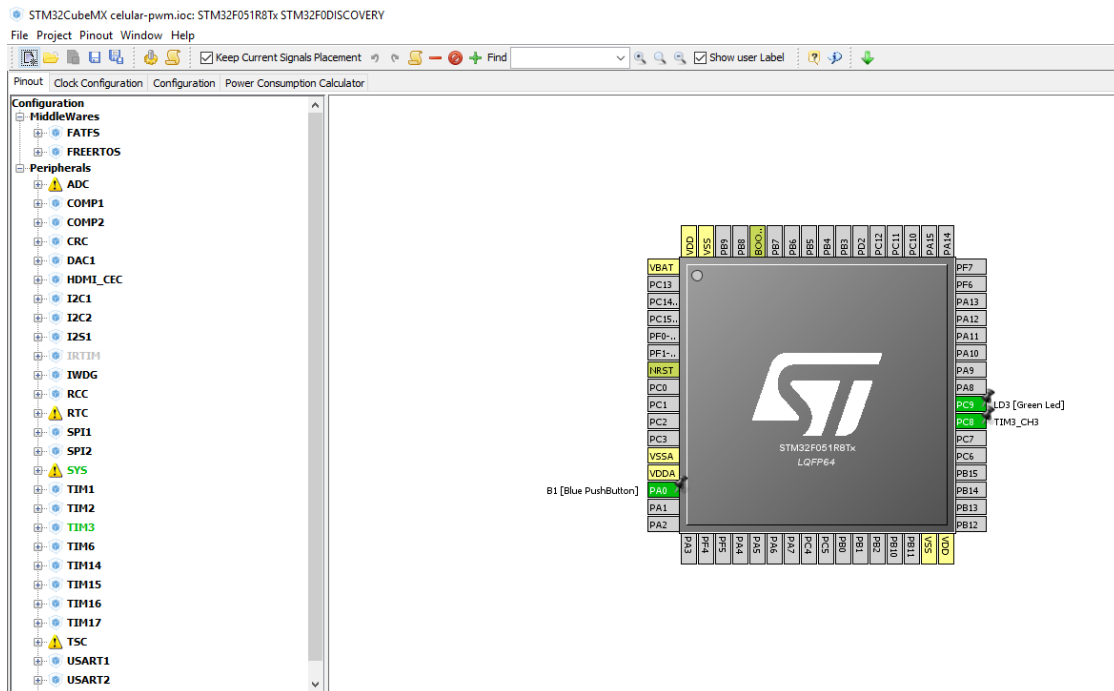 STM32CubeMX celular-pwm.ioc: STM32F051R8Tx STM32F0DISCOVERY
File Project Pinout Window Help
Keep Current Signals Placement Find Show user Label
Pinout Clock Configuration Configuration Power Consumption Calculator
Configuration
MiddleWares
FATFS
FREERTOS
Peripherals
ADC
COMP1
COMP2
CRC
DAC1
HDMI_CEC
I2C1
I2C2
I2S1
IRTIM
IWDG
RCC
RTC
SPI1
SPI2
SYS
TIM1
TIM2
TIM3
TIM6
TIM14
TIM15
TIM16
TIM17
TSC
USART1
USART2
VDD VSS PB9 PB8 BOO.. PB7 PB6 PB5 PB4 PB3 PD2 PC12 PC11 PC10 PA15 PA14
VBAT
PC13
PC14..
PC15..
PF0-..
PF1-..
NRST
PC0
PC1
PC2
PC3
VSSA
VDDA
B1 [Blue PushButton] PA0
PA1
PA2
ST
STM32F051R8Tx
LQFP64
PF7
PF6
PA13
PA12
PA11
PA10
PA9
PA8
PC9 LD3 [Green Led]
PC8 TIM3_CH3
PC7
PC6
PB15
PB14
PB13
PB12
PA3 PF4 PF5 PA4 PA5 PA6 PA7 PC4 PC5 PB0 PB1 PB2 PB10 PB11 VSS VDD